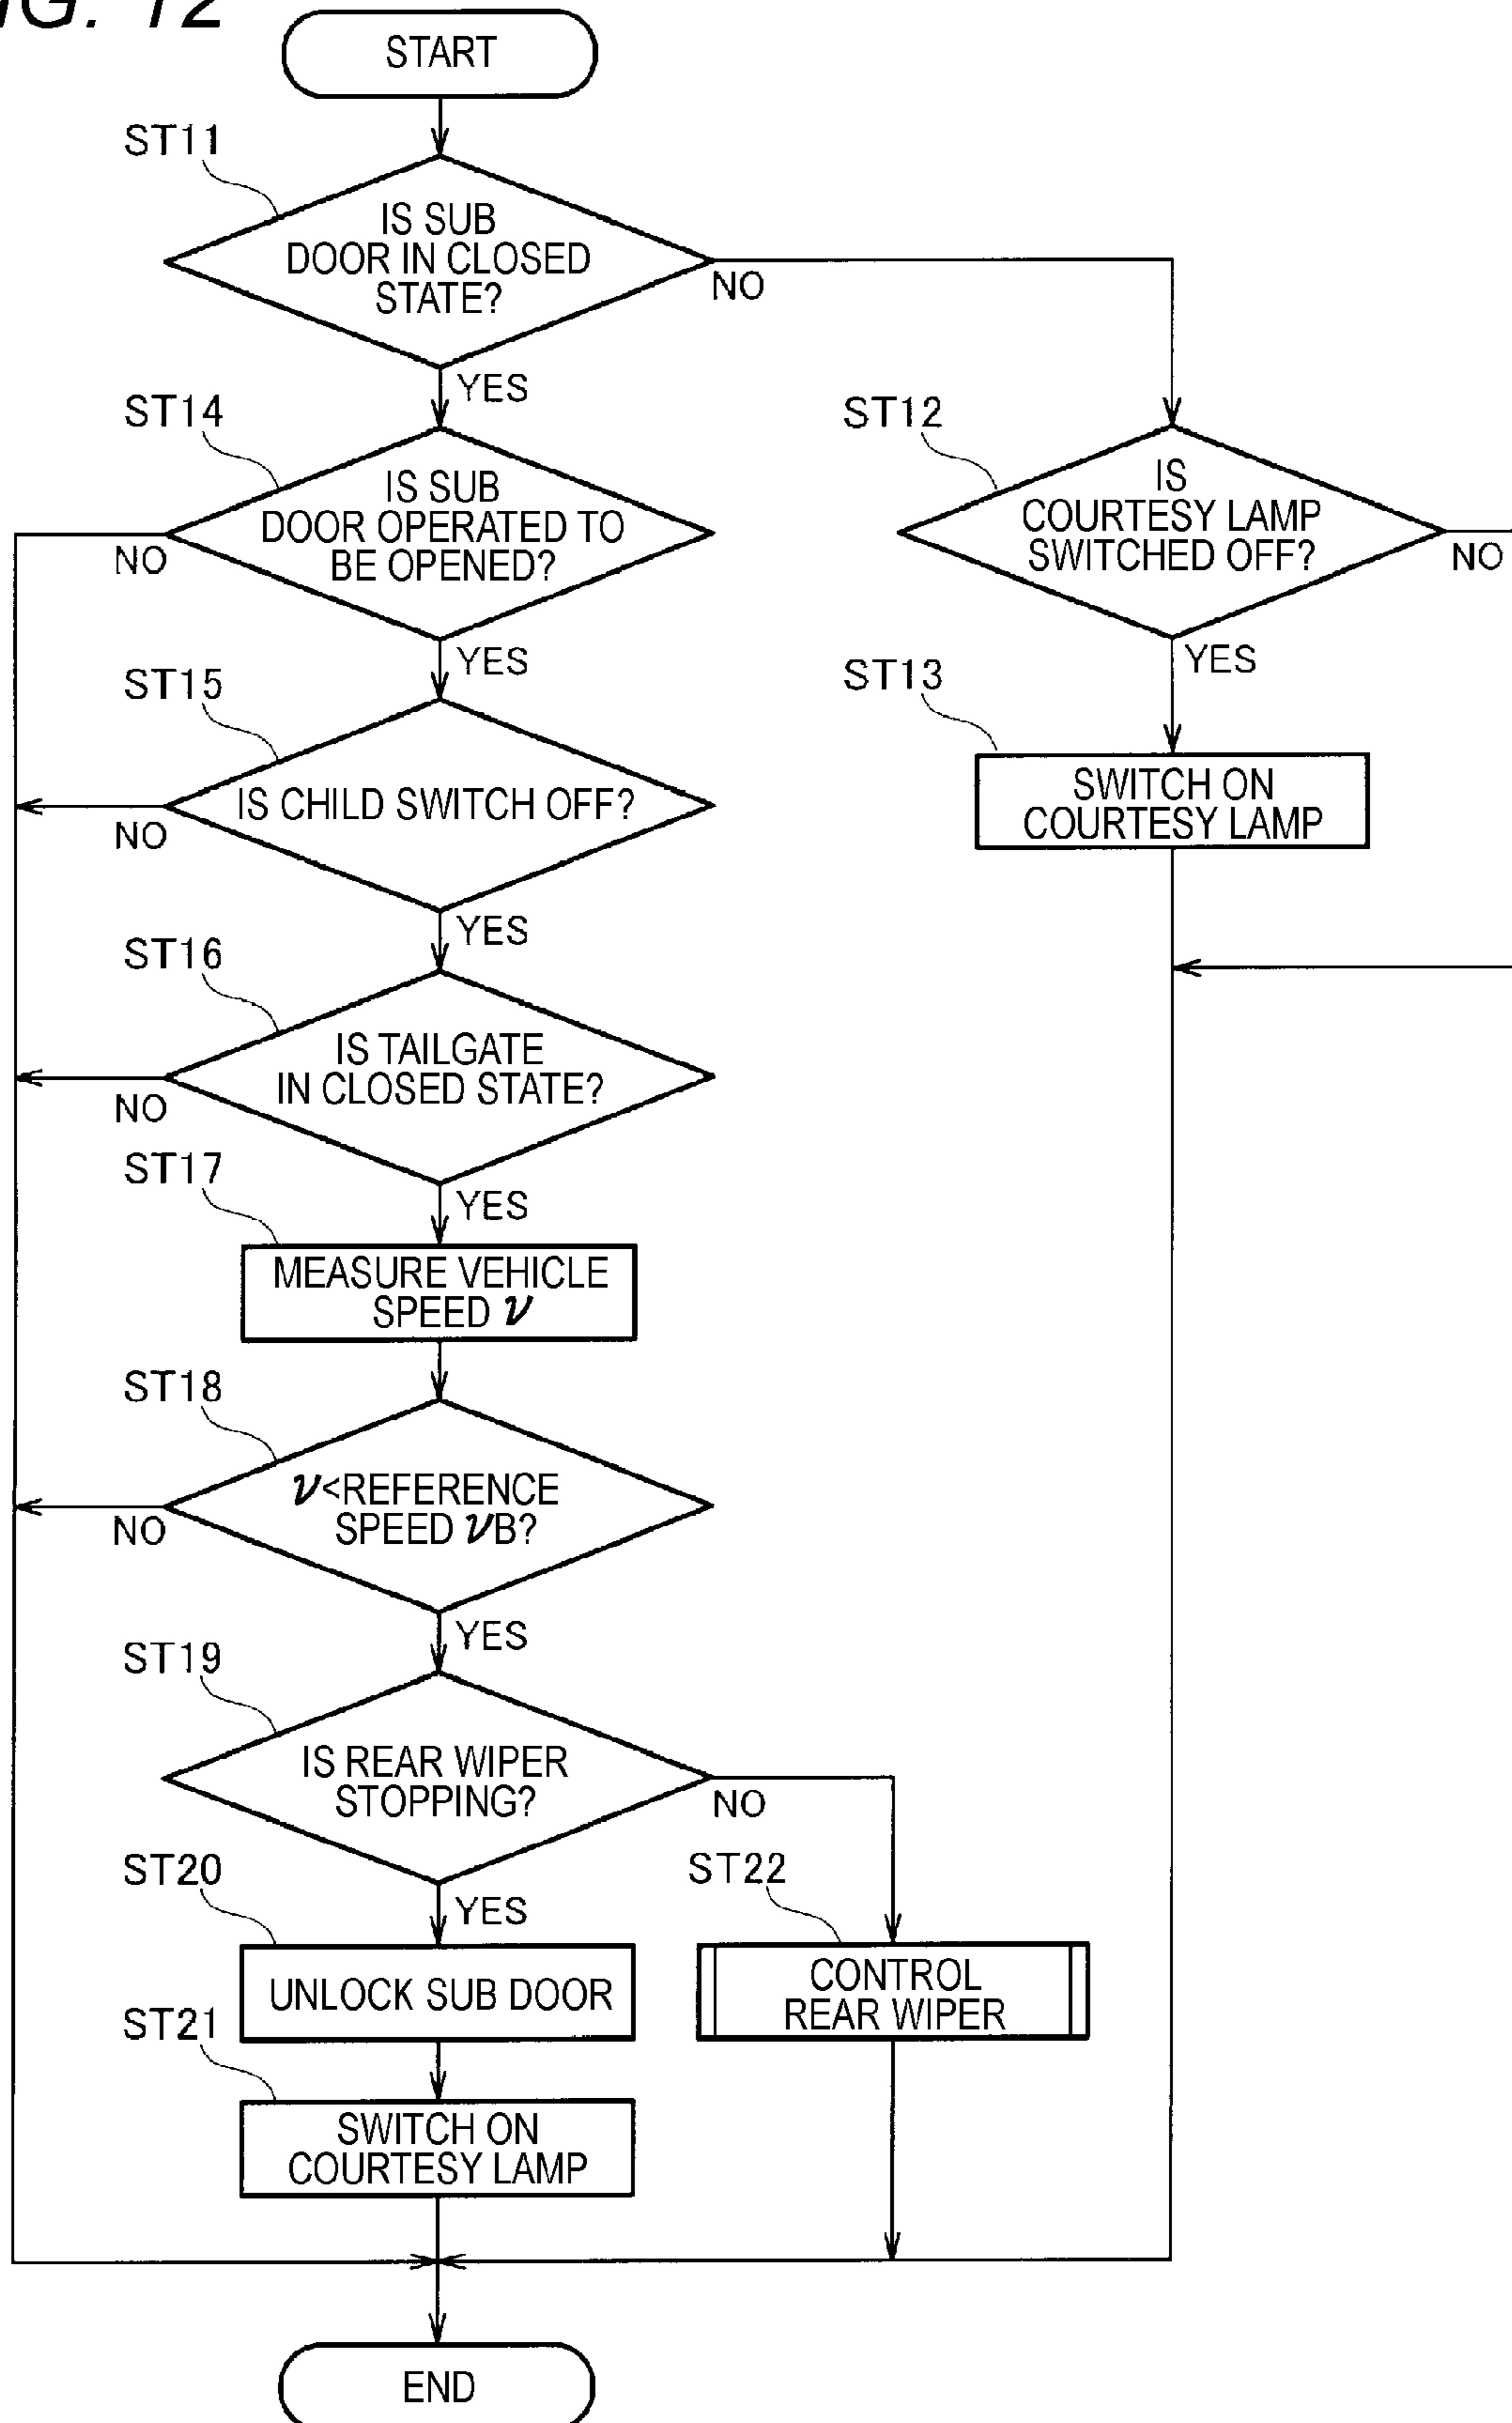 IG. 12
START
ST11
IS SUB
DOOR IN CLOSED
STATE?
NO
YES
ST14
IS SUB
DOOR OPERATED TO
BE OPENED?
NO
YES
ST12
IS
COURTESY LAMP
SWITCHED OFF?
NO
YES
ST13
SWITCH ON
COURTESY LAMP
ST15
IS CHILD SWITCH OFF?
NO
YES
ST16
IS TAILGATE
IN CLOSED STATE?
NO
YES
ST17
MEASURE VEHICLE
SPEED ν
ST18
ν<REFERENCE
SPEED νB?
NO
YES
ST19
IS REAR WIPER
STOPPING?
NO
YES
ST20
UNLOCK SUB DOOR
ST22
CONTROL
REAR WIPER
ST21
SWITCH ON
COURTESY LAMP
END